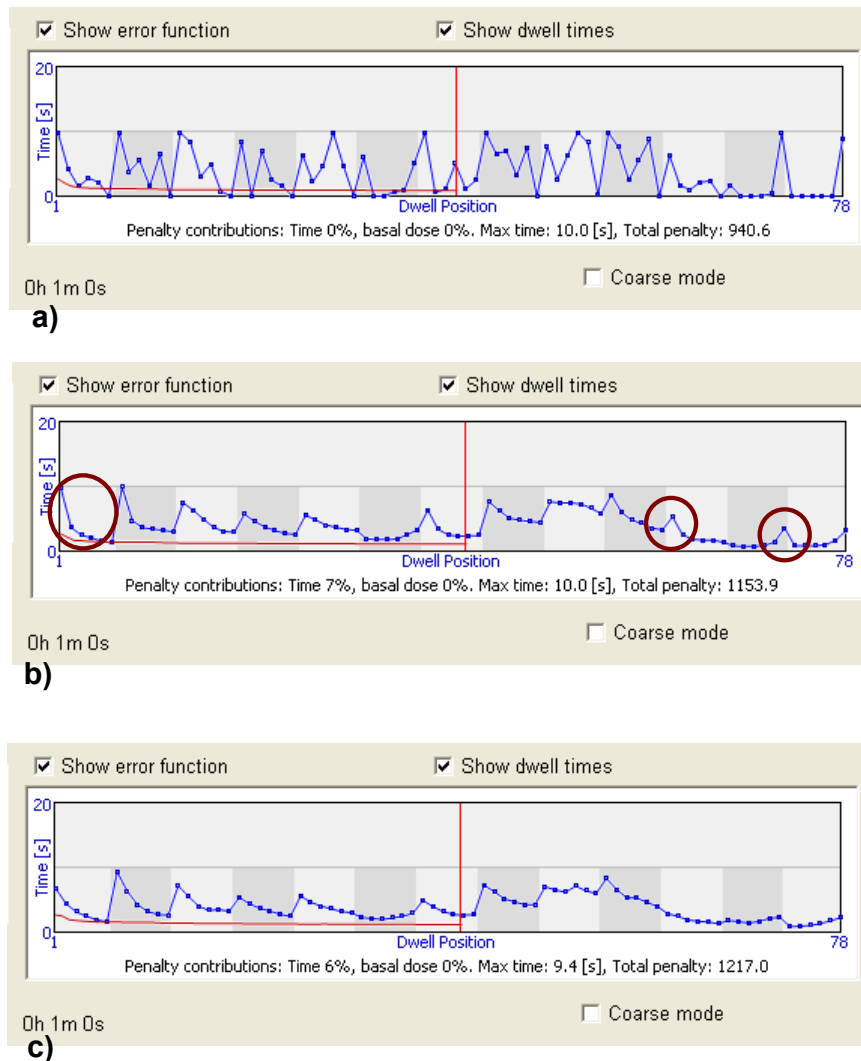 Show error function Show dwell times
20
Time [s]
0
1 Dwell Position 78
Penalty contributions: Time 0%, basal dose 0%. Max time: 10.0 [s], Total penalty: 940.6
Coarse mode
0h 1m 0s
a)
Show error function Show dwell times
20
Time [s]
0
1 Dwell Position 78
Penalty contributions: Time 7%, basal dose 0%. Max time: 10.0 [s], Total penalty: 1153.9
Coarse mode
0h 1m 0s
b)
Show error function Show dwell times
20
Time [s]
0
1 Dwell Position 78
Penalty contributions: Time 6%, basal dose 0%. Max time: 9.4 [s], Total penalty: 1217.0
Coarse mode
0h 1m 0s
c)